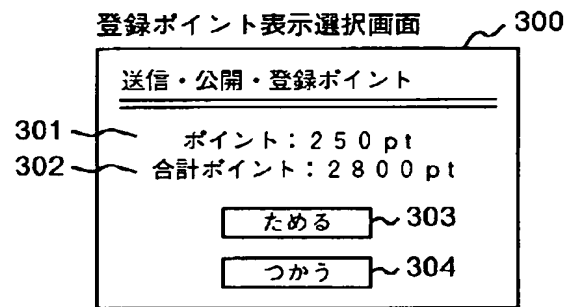 登録ポイント表示選択画面 300
送信・公開・登録ポイント
301 ポイント：250pt
302 合計ポイント：2800pt
ためる 303
つかう 304